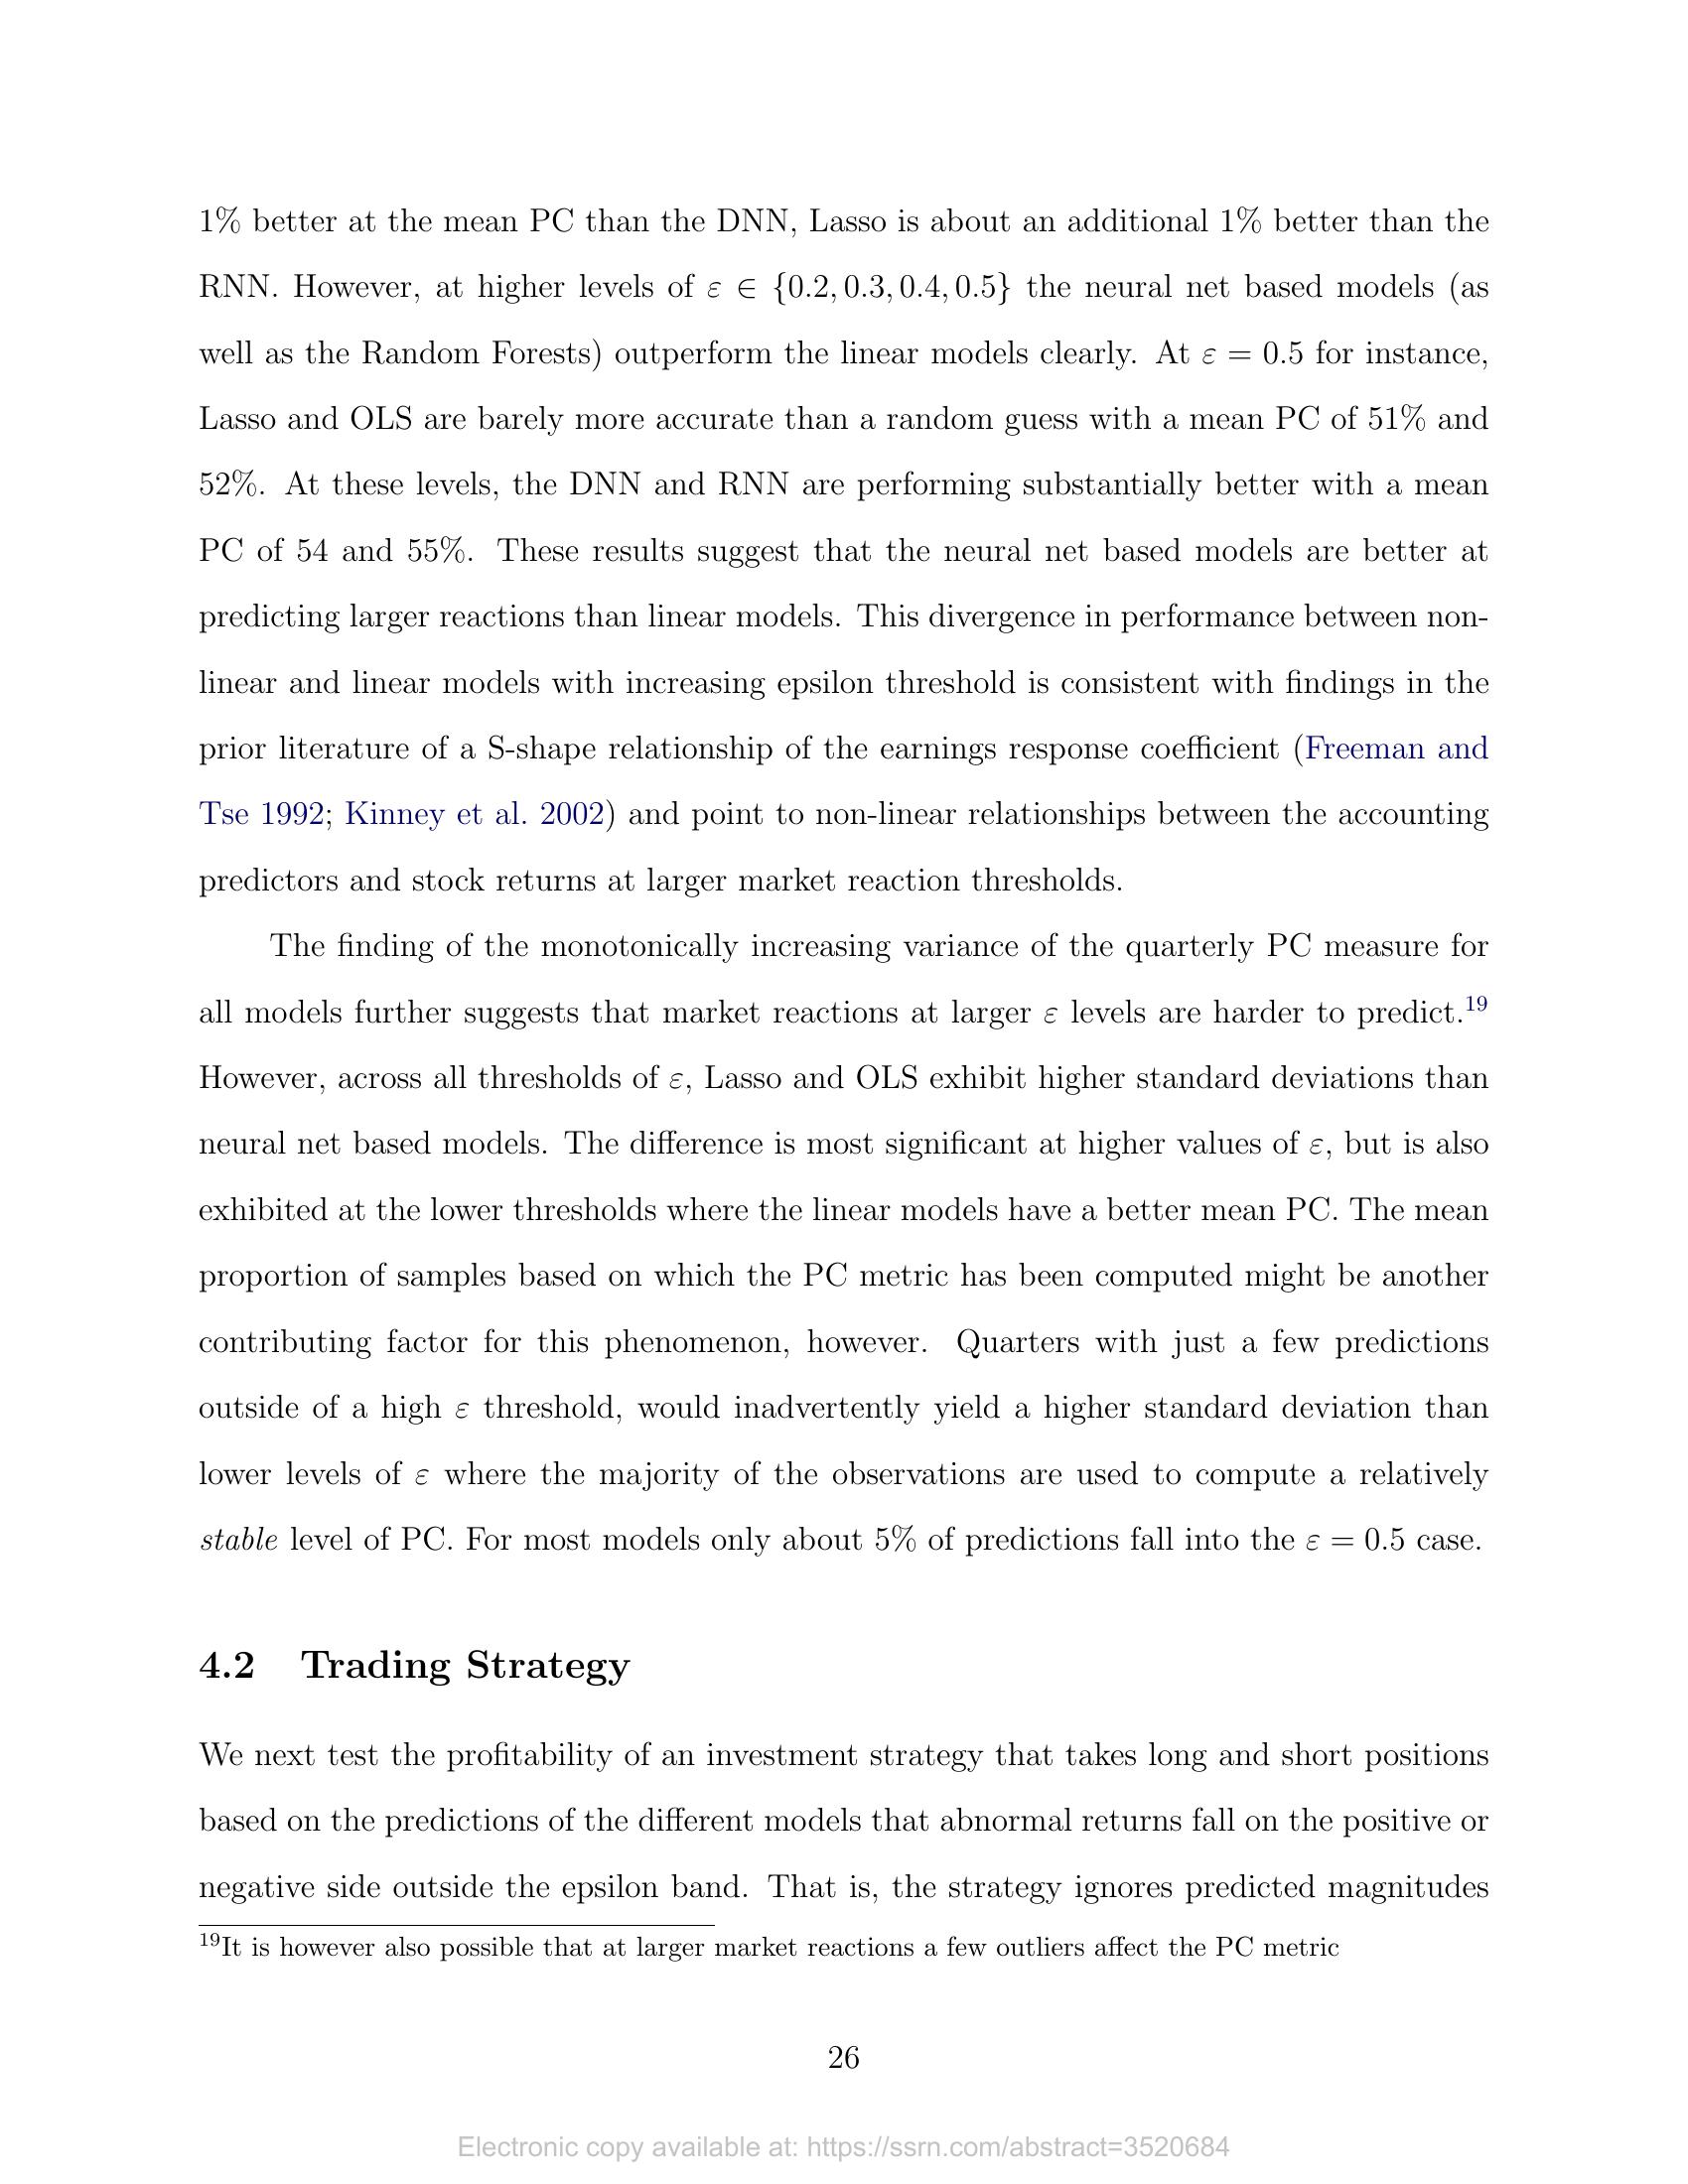 1% better at the mean PC than the DNN, Lasso is about an additional 1% better than the
RNN. However, at higher levels of ε ∈ {0.2, 0.3, 0.4, 0.5} the neural net based models (as
well as the Random Forests) outperform the linear models clearly. At ε = 0.5 for instance,
Lasso and OLS are barely more accurate than a random guess with a mean PC of 51% and
52%. At these levels, the DNN and RNN are performing substantially better with a mean
PC of 54 and 55%. These results suggest that the neural net based models are better at
predicting larger reactions than linear models. This divergence in performance between non-
linear and linear models with increasing epsilon threshold is consistent with findings in the
prior literature of a S-shape relationship of the earnings response coefficient (Freeman and
Tse 1992; Kinney et al. 2002) and point to non-linear relationships between the accounting
predictors and stock returns at larger market reaction thresholds.
The finding of the monotonically increasing variance of the quarterly PC measure for
all models further suggests that market reactions at larger ε levels are harder to predict.19
However, across all thresholds of ε, Lasso and OLS exhibit higher standard deviations than
neural net based models. The difference is most significant at higher values of ε, but is also
exhibited at the lower thresholds where the linear models have a better mean PC. The mean
proportion of samples based on which the PC metric has been computed might be another
contributing factor for this phenomenon, however. Quarters with just a few predictions
outside of a high ε threshold, would inadvertently yield a higher standard deviation than
lower levels of ε where the majority of the observations are used to compute a relatively
stable level of PC. For most models only about 5% of predictions fall into the ε = 0.5 case.
4.2 Trading Strategy
We next test the profitability of an investment strategy that takes long and short positions
based on the predictions of the different models that abnormal returns fall on the positive or
negative side outside the epsilon band. That is, the strategy ignores predicted magnitudes
19It is however also possible that at larger market reactions a few outliers affect the PC metric
26
Electronic copy available at: https://ssrn.com/abstract=3520684